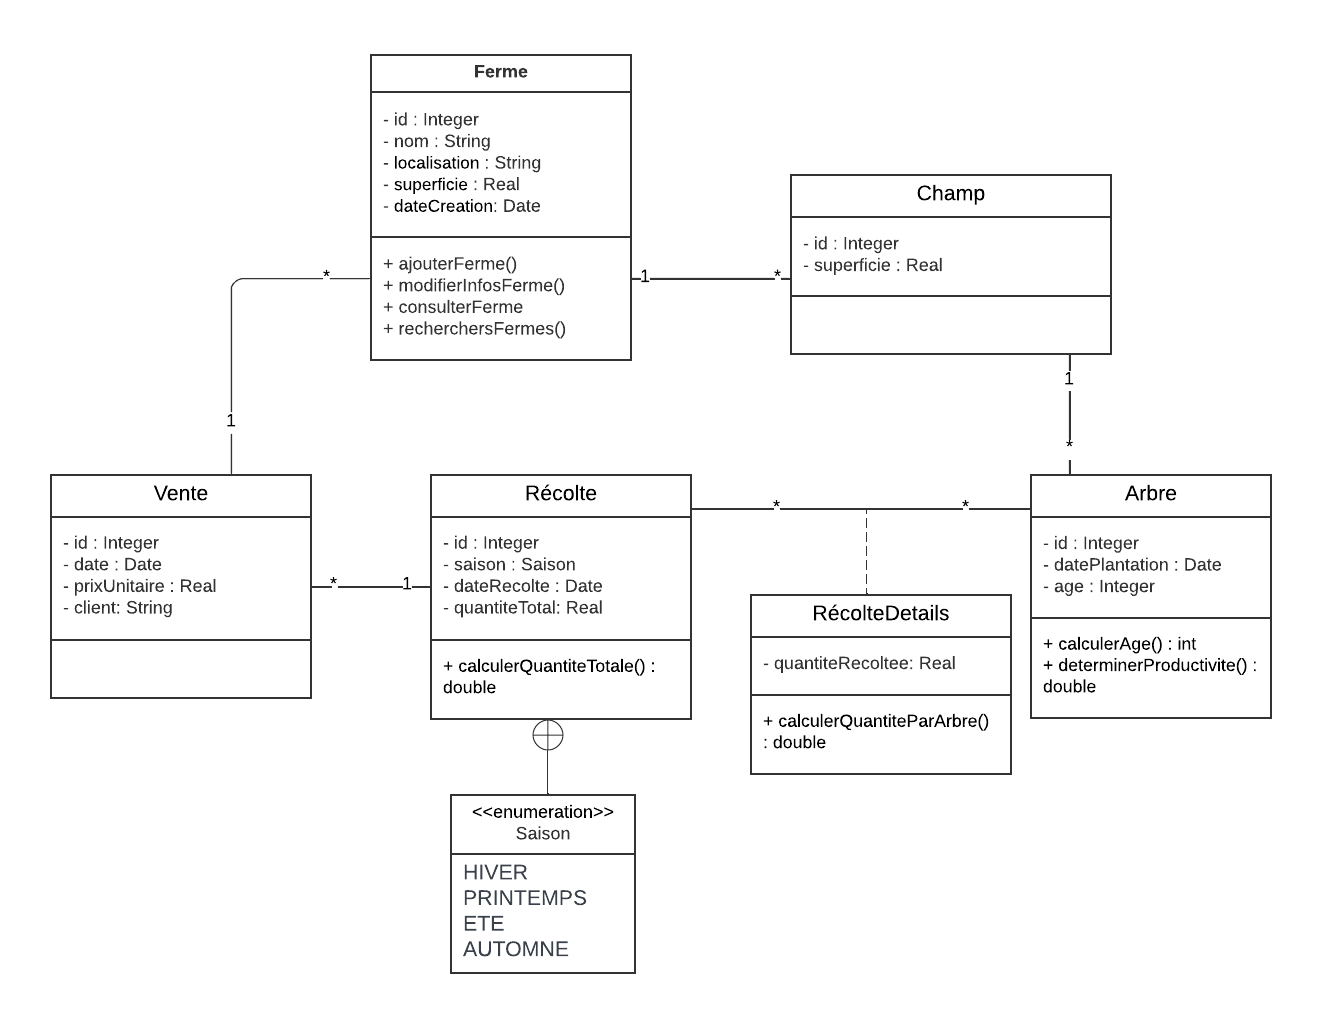 Ferme
- id : Integer
- nom : String
- localisation : String
- superficie : Real
- dateCreation: Date
+ ajouterFerme()
+ modifierInfosFerme()
+ consulterFerme
+ recherchersFermes()
Champ
- id : Integer
- superficie : Real
*
1
*
1
1
*
Vente
- id : Integer
- date : Date
- prixUnitaire : Real
- client: String
*
1
Récolte
- id : Integer
- saison : Saison
- dateRecolte : Date
- quantiteTotal: Real
+ calculerQuantiteTotale() :
double
*
*
RécolteDetails
- quantiteRecoltee: Real
+ calculerQuantiteParArbre()
: double
Arbre
- id : Integer
- datePlantation : Date
- age : Integer
+ calculerAge() : int
+ determinerProductivite() :
double
<<enumeration>>
Saison
HIVER
PRINTEMPS
ETE
AUTOMNE